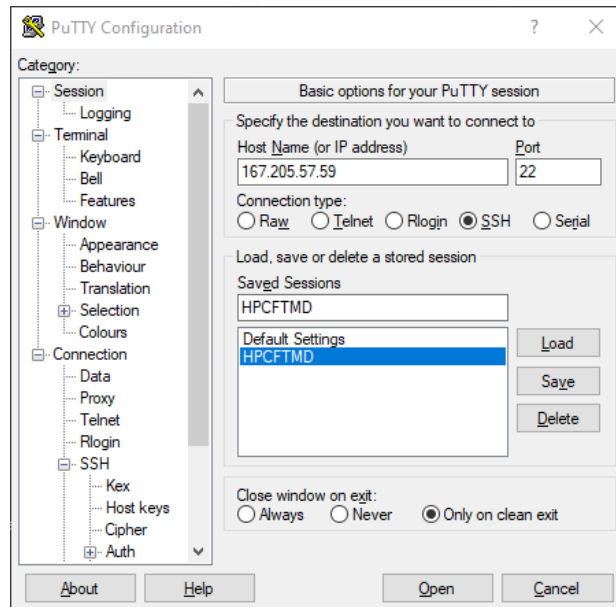 PuTTY Configuration
Category:
Session
Logging
Terminal
Keyboard
Bell
Features
Window
Appearance
Behaviour
Translation
Selection
Colours
Connection
Data
Proxy
Telnet
Rlogin
SSH
Kex
Host keys
Cipher
Auth
Basic options for your PuTTY session
Specify the destination you want to connect to
Host Name (or IP address) Port
167.205.57.59 22
Connection type:
Raw Telnet Rlogin SSH Serial
Load, save or delete a stored session
Saved Sessions
HPCFTMD
Default Settings
HPCFTMD
Load
Save
Delete
Close window on exit:
Always Never Only on clean exit
About Help Open Cancel